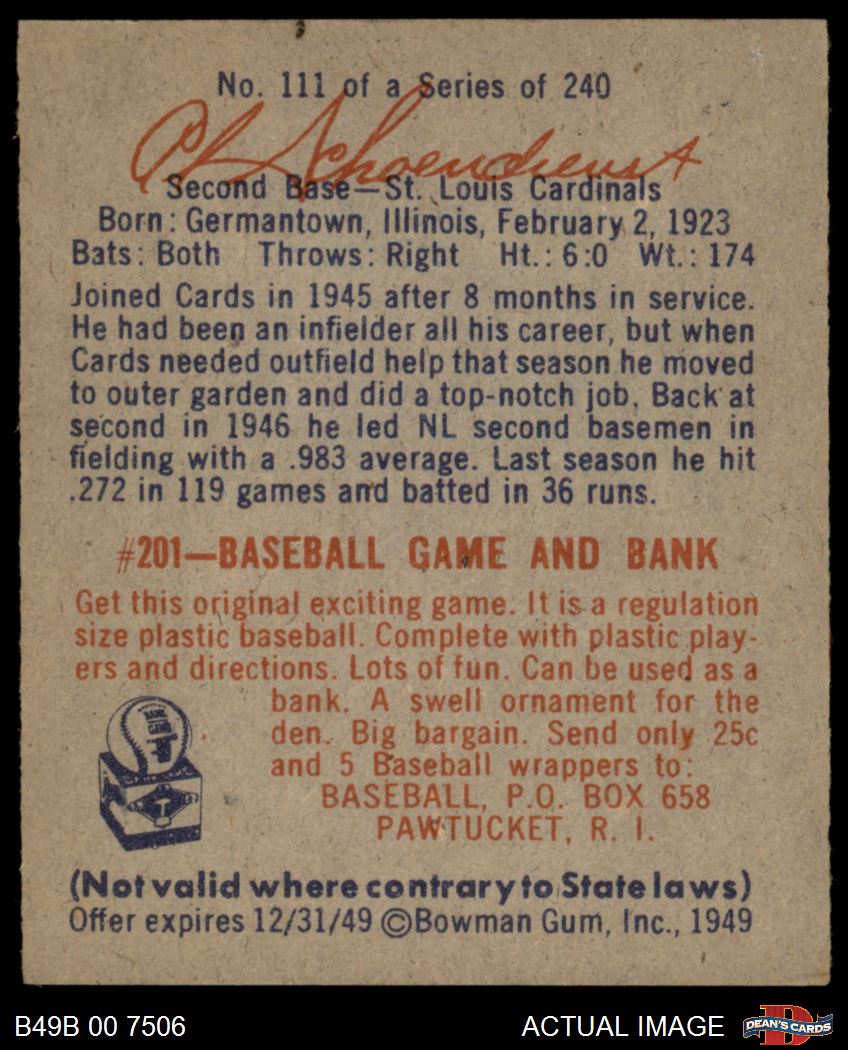 No. 111 of a Series of 240
Schoendienst
Second Base—St. Louis Cardinals
Born: Germantown, Illinois, February 2, 1923
Bats: Both Throws: Right Ht.: 6:0 Wt.: 174
Joined Cards in 1945 after 8 months in service.
He had been an infielder all his career, but when
Cards needed outfield help that season he moved
to outer garden and did a top-notch job. Back at
second in 1946 he led NL second basemen in
fielding with a .983 average. Last season he hit
.272 in 119 games and batted in 36 runs.
#201—BASEBALL GAME AND BANK
Get this original exciting game. It is a regulation
size plastic baseball. Complete with plastic play-
ers and directions. Lots of fun. Can be used as a
bank. A swell ornament for the
den. Big bargain. Send only 25c
and 5 Baseball wrappers to:
BASEBALL, P.O. BOX 658
PAWTUCKET, R. I.
(Not valid where contrary to State laws)
Offer expires 12/31/49 ©Bowman Gum, Inc., 1949
B49B 00 7506
ACTUAL IMAGE
DEAN'S CARDS